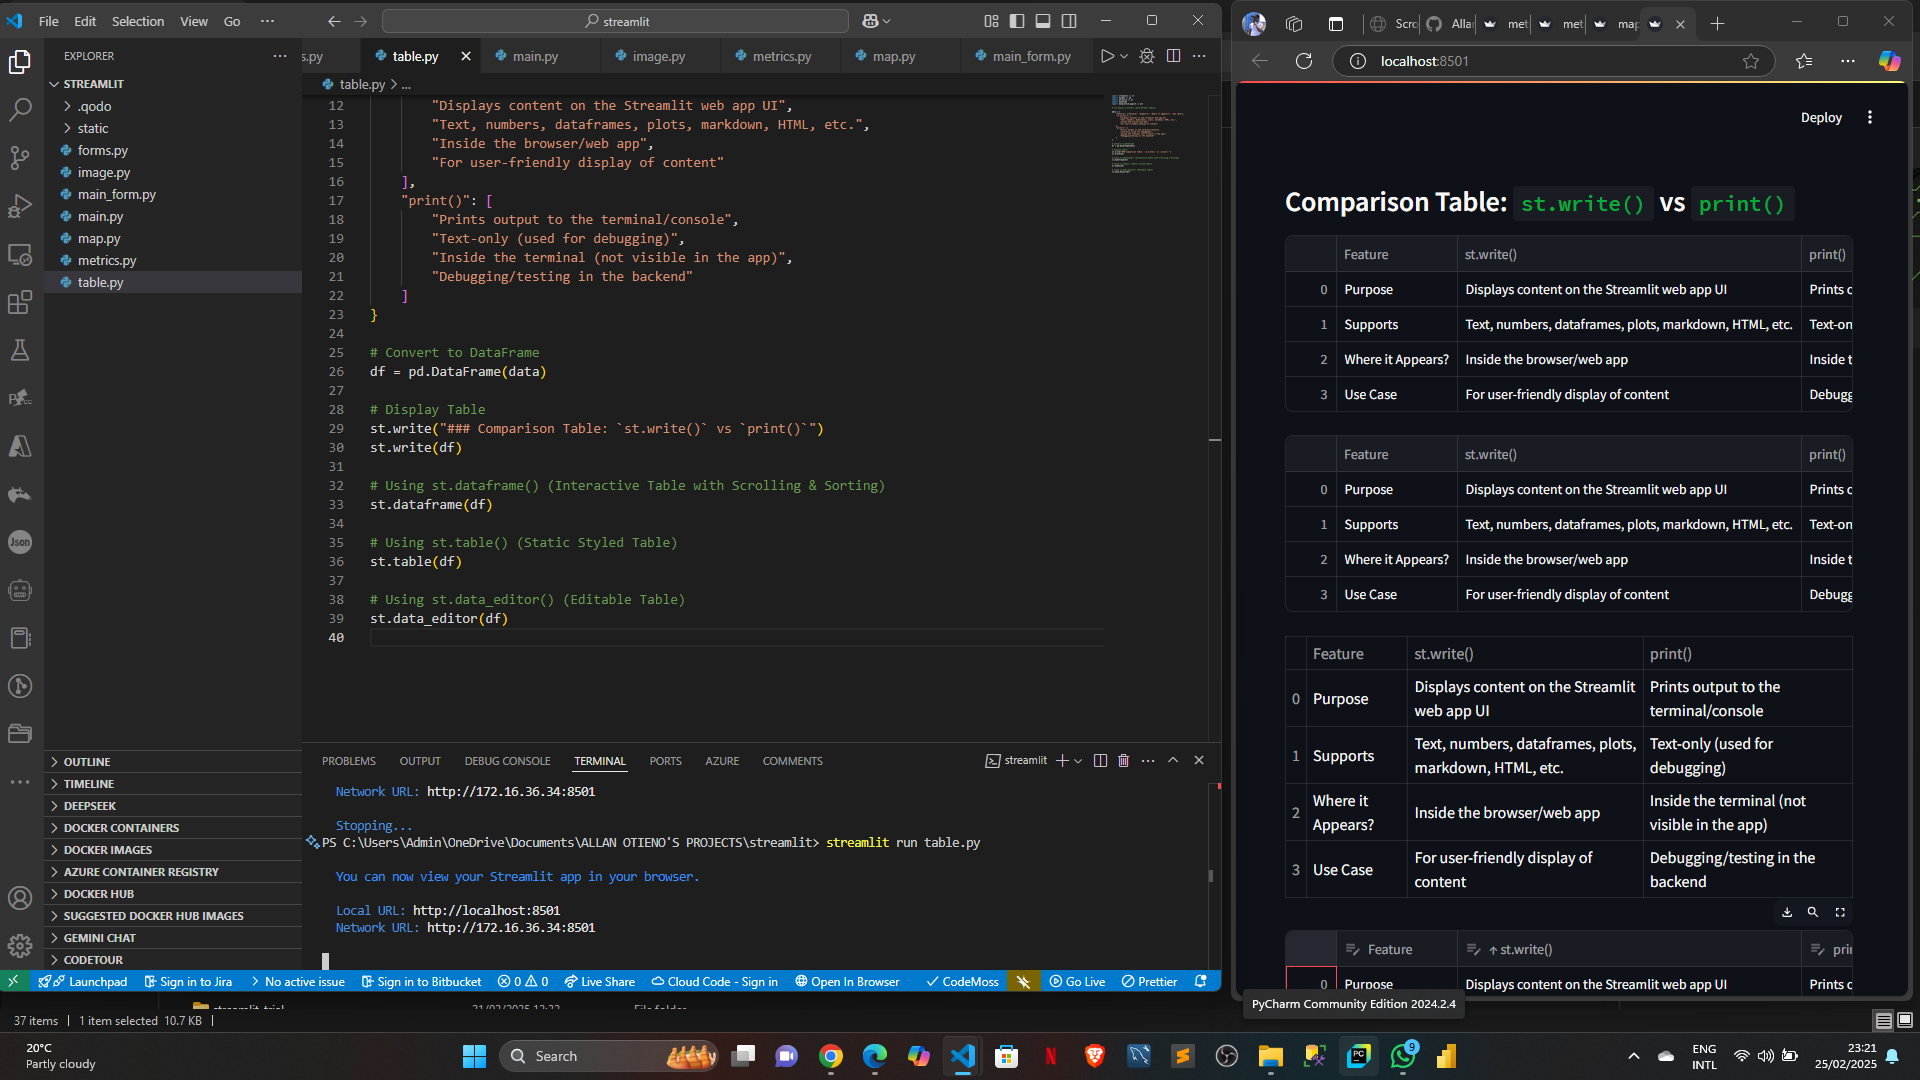 File Edit Selection View Go ···
streamlit
EXPLORER
STREAMLIT
.qodo
static
forms.py
image.py
main_form.py
main.py
map.py
metrics.py
table.py
OUTLINE
TIMELINE
DEEPSEEK
DOCKER CONTAINERS
DOCKER IMAGES
AZURE CONTAINER REGISTRY
DOCKER HUB
SUGGESTED DOCKER HUB IMAGES
GEMINI CHAT
CODETOUR
s.py table.py main.py image.py metrics.py map.py main_form.py
table.py > ...
12 "Displays content on the Streamlit web app UI",
13 "Text, numbers, dataframes, plots, markdown, HTML, etc.",
14 "Inside the browser/web app",
15 "For user-friendly display of content"
16 ],
17 "print()": [
18 "Prints output to the terminal/console",
19 "Text-only (used for debugging)",
20 "Inside the terminal (not visible in the app)",
21 "Debugging/testing in the backend"
22 ]
23 }
24
25 # Convert to DataFrame
26 df = pd.DataFrame(data)
27
28 # Display Table
29 st.write("### Comparison Table: `st.write()` vs `print()`")
30 st.write(df)
31
32 # Using st.dataframe() (Interactive Table with Scrolling & Sorting)
33 st.dataframe(df)
34
35 # Using st.table() (Static Styled Table)
36 st.table(df)
37
38 # Using st.data_editor() (Editable Table)
39 st.data_editor(df)
40
PROBLEMS OUTPUT DEBUG CONSOLE TERMINAL PORTS AZURE COMMENTS
streamlit
Network URL: http://172.16.36.34:8501
Stopping...
PS C:\Users\Admin\OneDrive\Documents\ALLAN OTIENO'S PROJECTS\streamlit> streamlit run table.py
You can now view your Streamlit app in your browser.
Local URL: http://localhost:8501
Network URL: http://172.16.36.34:8501
Launchpad Sign in to Jira No active issue Sign in to Bitbucket 0 0 Live Share Cloud Code - Sign in Open In Browser CodeMoss Go Live Prettier
Scro Allar met met map
localhost:8501
Deploy
Comparison Table: st.write() vs print()
Feature st.write() print()
0 Purpose Displays content on the Streamlit web app UI Prints o
1 Supports Text, numbers, dataframes, plots, markdown, HTML, etc. Text-on
2 Where it Appears? Inside the browser/web app Inside t
3 Use Case For user-friendly display of content Debugg
Feature st.write() print()
0 Purpose Displays content on the Streamlit web app UI Prints o
1 Supports Text, numbers, dataframes, plots, markdown, HTML, etc. Text-on
2 Where it Appears? Inside the browser/web app Inside t
3 Use Case For user-friendly display of content Debugg
Feature st.write() print()
0 Purpose Displays content on the Streamlit web app UI Prints output to the terminal/console
1 Supports Text, numbers, dataframes, plots, markdown, HTML, etc. Text-only (used for debugging)
2 Where it Appears? Inside the browser/web app Inside the terminal (not visible in the app)
3 Use Case For user-friendly display of content Debugging/testing in the backend
Feature ↑ st.write() prin
0 Purpose Displays content on the Streamlit web app UI Prints o
PyCharm Community Edition 2024.2.4
37 items 1 item selected 10.7 KB
20°C
Partly cloudy
Search
Json
9
ENG
INTL
23:21
25/02/2025